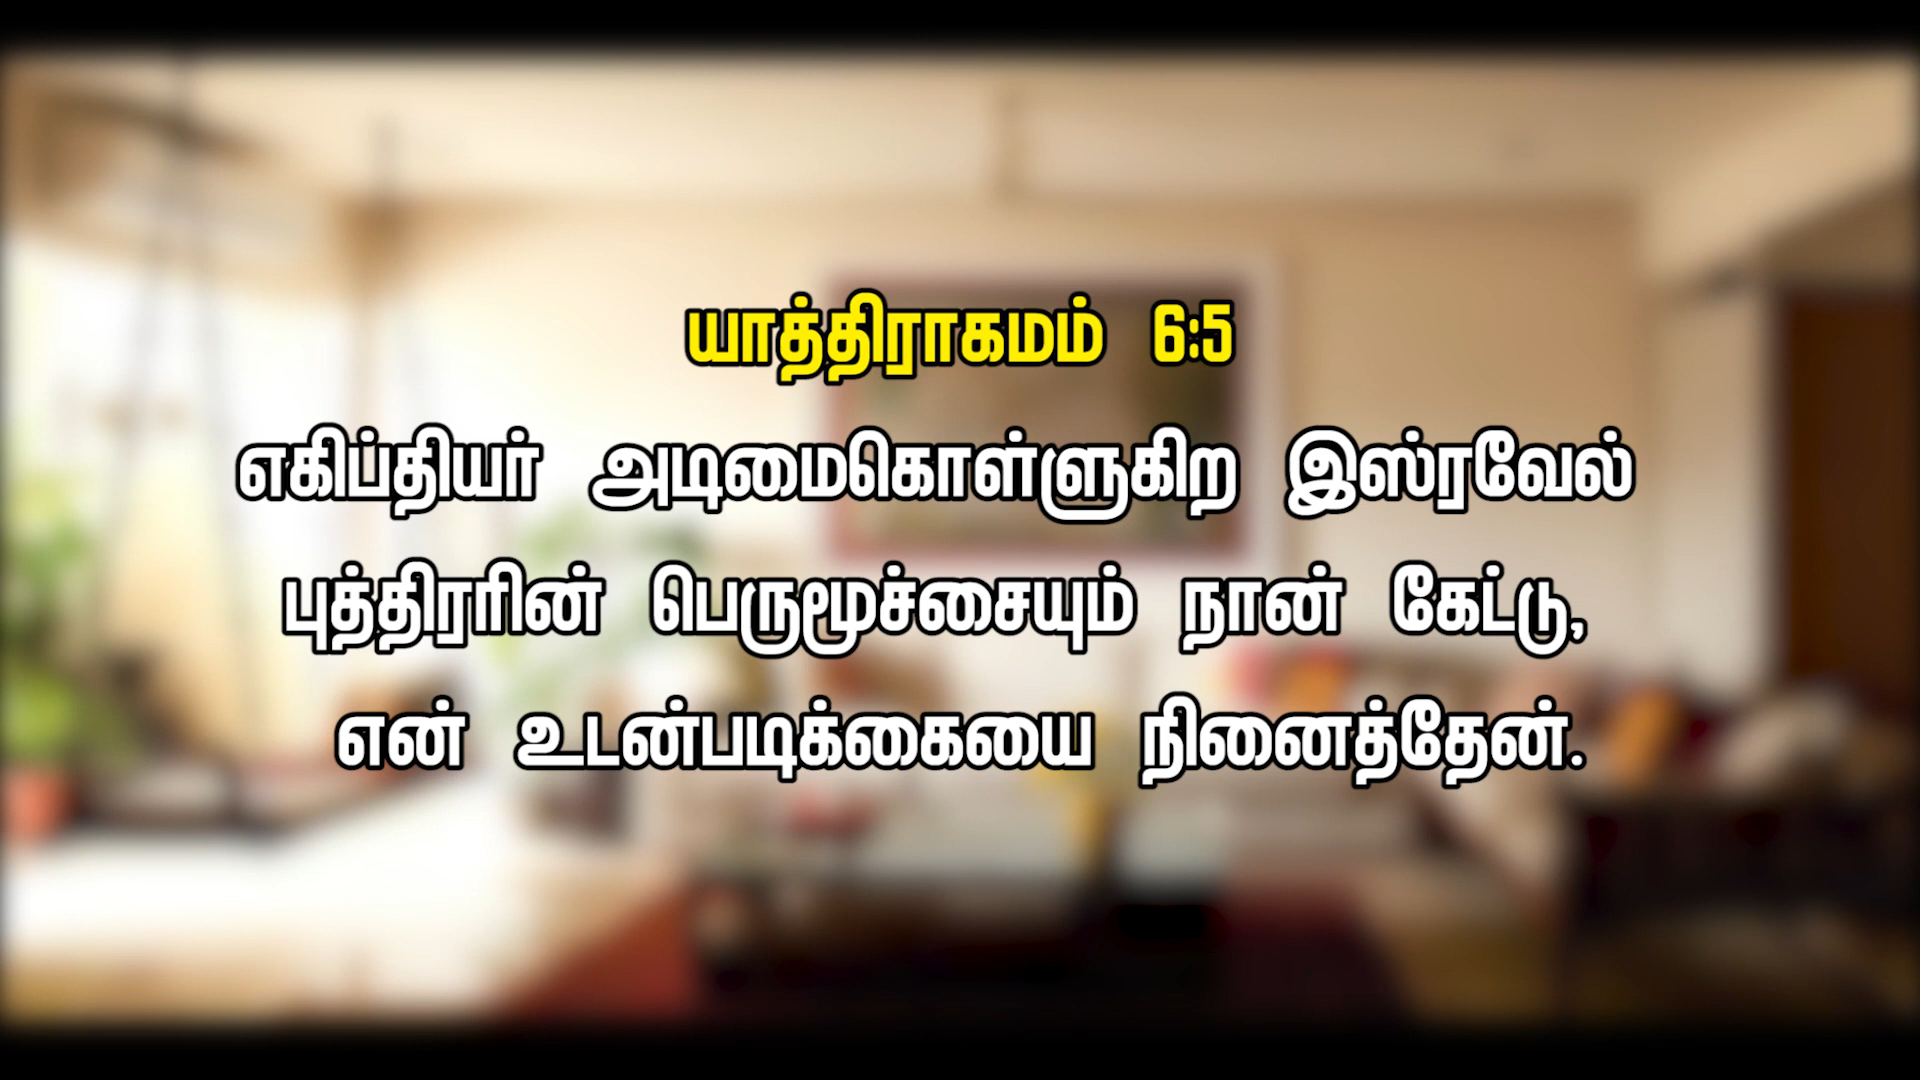 யாத்திராகமம் 6:5
எகிப்தியர் அடிமைகொள்ளுகிற இஸ்ரவேல்
புத்திரரின் பெருமூச்சையும் நான் கேட்டு,
என் உடன்படிக்கையை நினைத்தேன்.